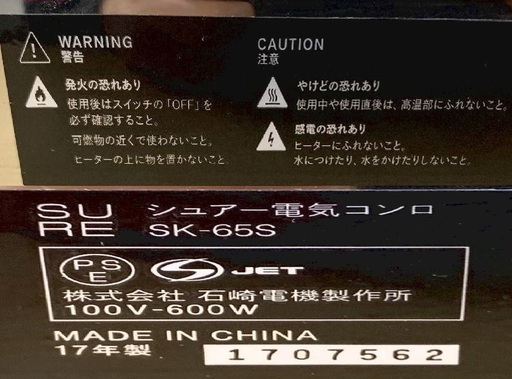 WARNING
警告
発火の恐れあり
使用後はスイッチの「OFF」を
必ず確認すること。
可燃物の近くで使わないこと。
ヒーターの上に物を置かないこと。
CAUTION
注意
やけどの恐れあり
使用中や使用直後は、高温部にふれないこと。
感電の恐れあり
ヒーターにふれないこと。
水につけたり、水をかけたりしないこと。
SU
RE
シュアー電気コンロ
SK-65S
PS
E
JET
株式会社 石崎電機製作所
100V-600W
MADE IN CHINA
17年製
1707562